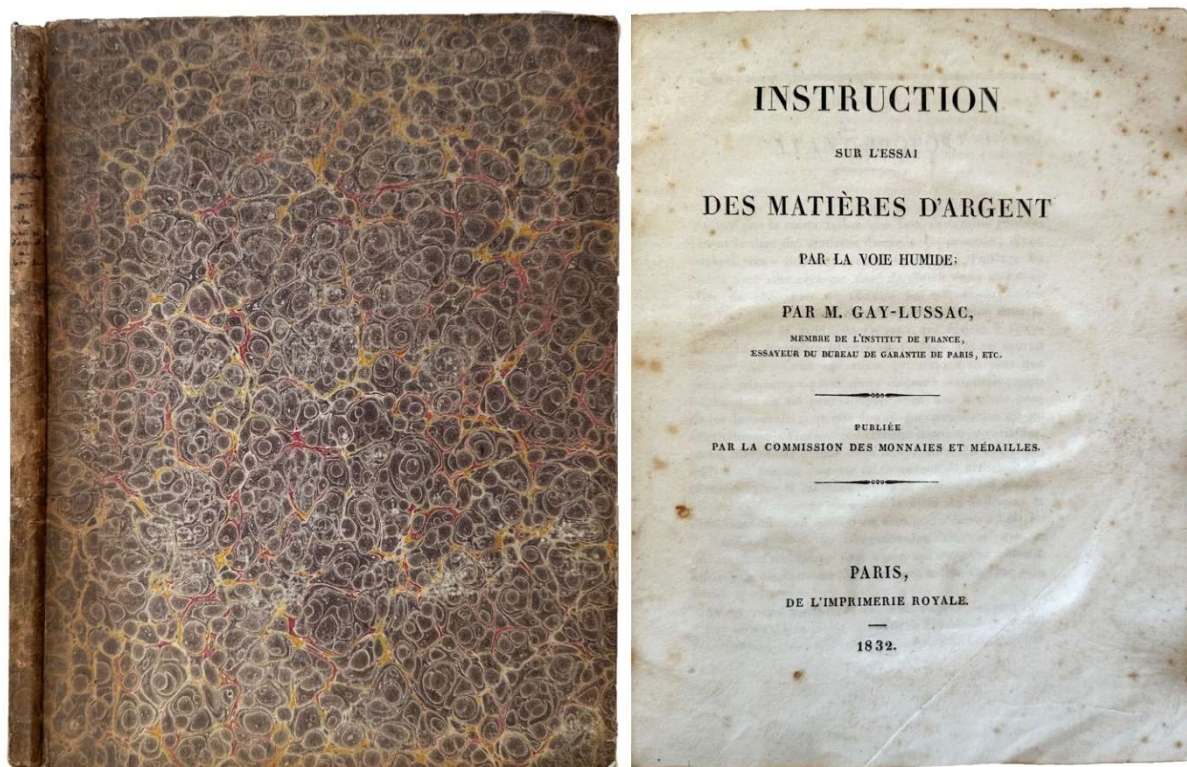 INSTRUCTION
SUR L'ESSAI
DES MATIÈRES D'ARGENT
PAR LA VOIE HUMIDE;
PAR M. GAY-LUSSAC,
MEMBRE DE L'INSTITUT DE FRANCE,
ESSAYEUR DU BUREAU DE GARANTIE DE PARIS, ETC.
PUBLIÉE
PAR LA COMMISSION DES MONNAIES ET MÉDAILLES.
PARIS,
DE L'IMPRIMERIE ROYALE.
1832.